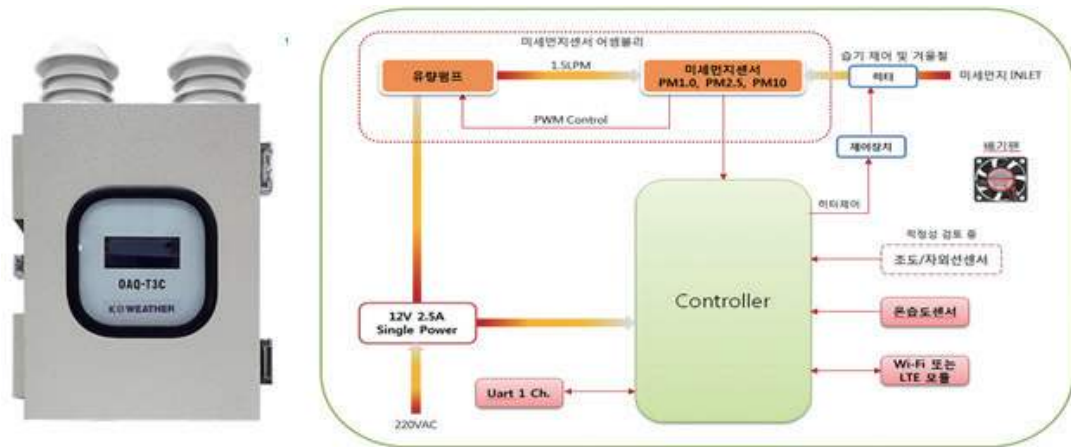 OAQ-T3C
K WEATHER
미세먼지센서 어셈블리
유량펌프
1.5LPM
미세먼지센서
PM1.0, PM2.5, PM10
PWM Control
습기 제어 및 겨울철
히터
미세먼지 INLET
제어장치
배기팬
히터제어
적정성 검토 중
조도/자외선센서
Controller
12V 2.5A
Single Power
온습도센서
Wi-Fi 또는
LTE 모듈
Uart 1 Ch.
220VAC